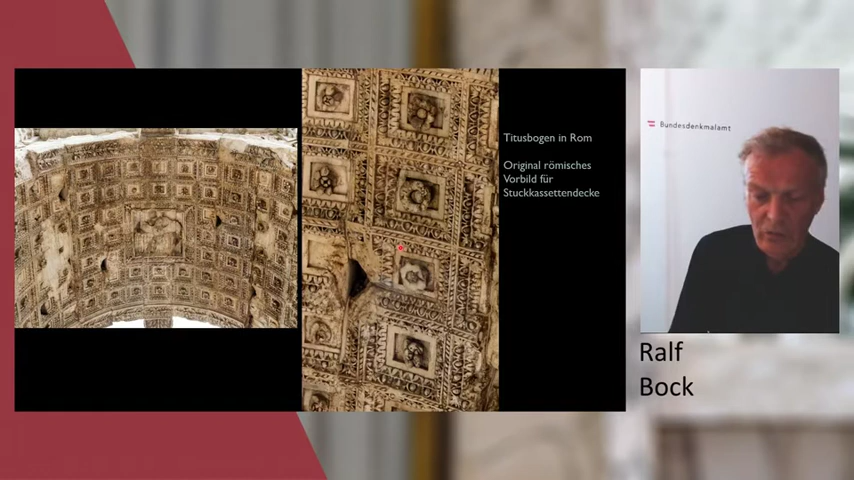 Titusbogen in Rom
Original römisches
Vorbild für
Stuckkassettendecke
Bundesdenkmalamt
Ralf
Bock